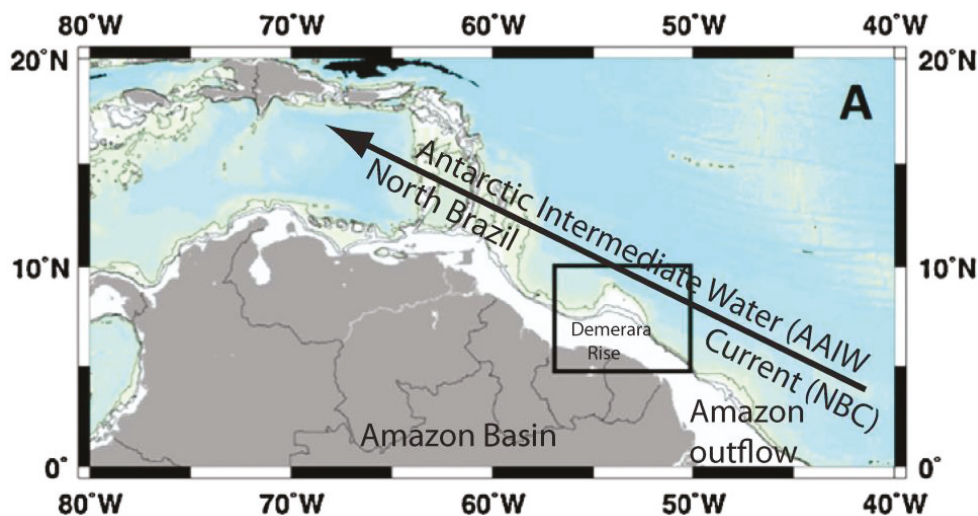 80°W 70°W 60°W 50°W 40°W
20°N 20°N
A
Antarctic Intermediate Water (AAIW
North Brazil Current (NBC)
10°N 10°N
Demerara
Rise
Amazon
outflow
Amazon Basin
0° 0°
80°W 70°W 60°W 50°W 40°W